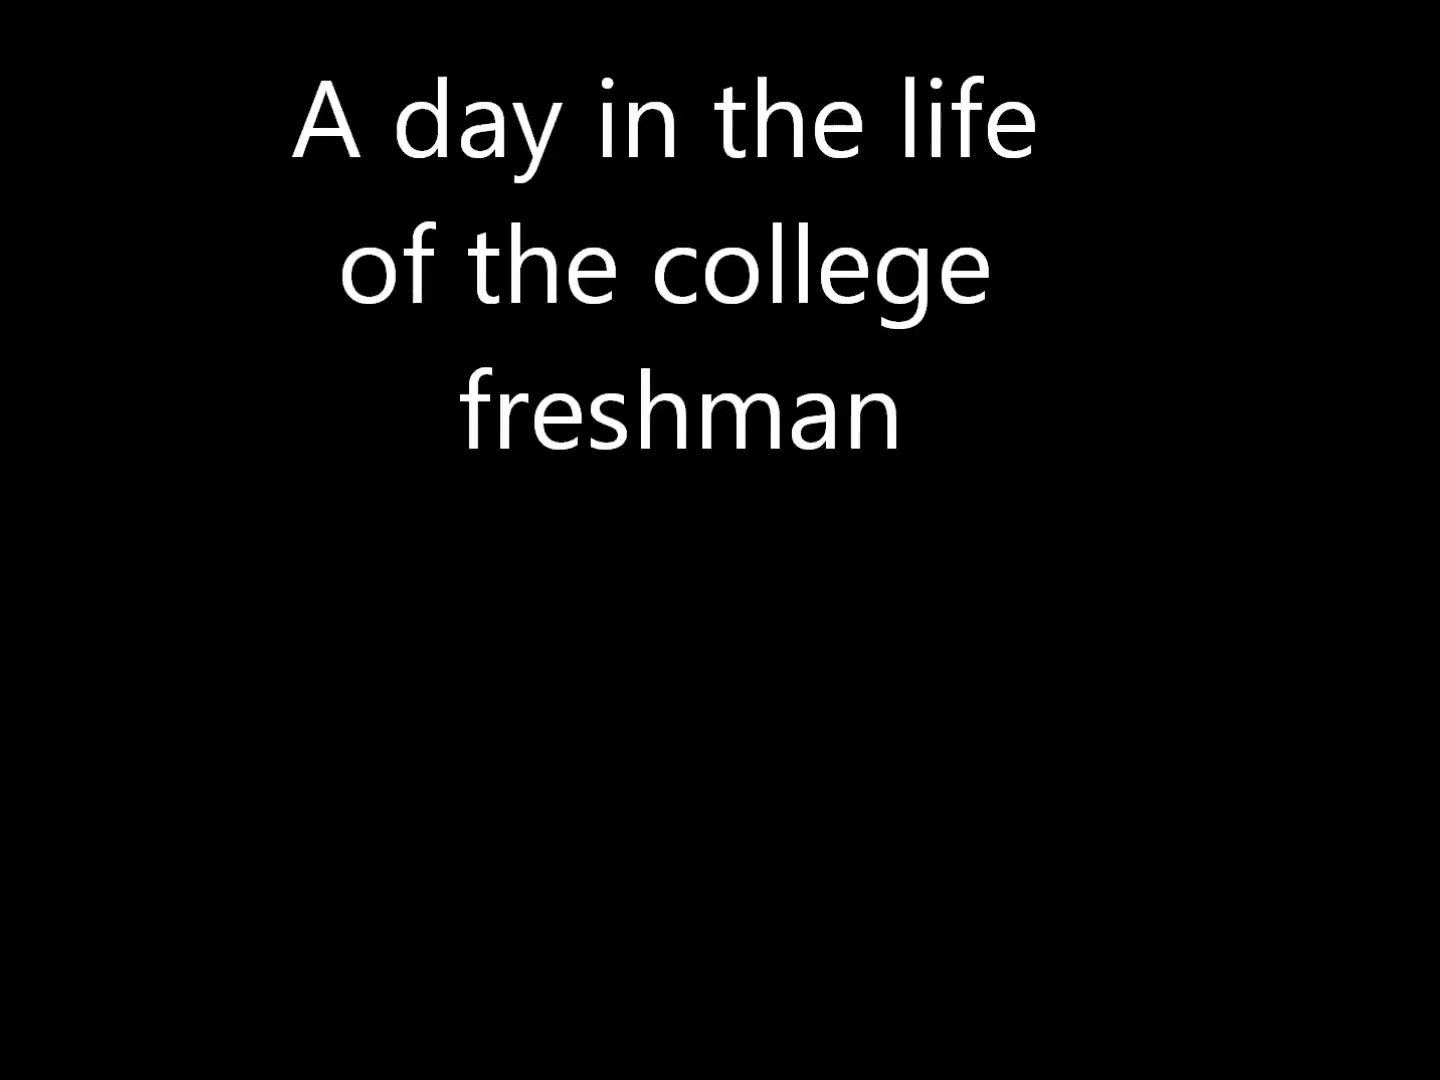 A day in the life
of the college
freshman